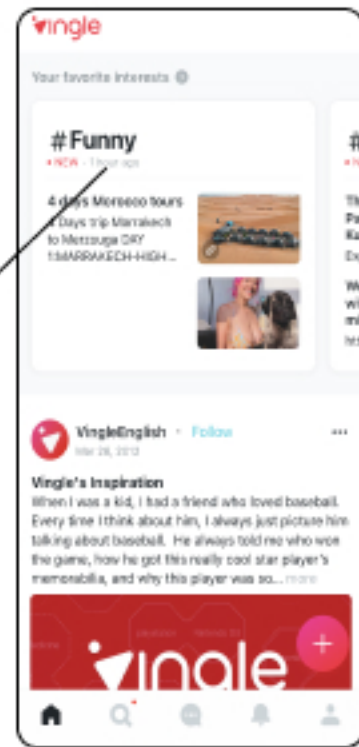 Vingle
Your favorite interests
#Funny
• NEW · 1 hour ago
4 days Morocco tours
Days trip Marrakech
to Merzouga DAY
1:MARRAKECH-HIGH...
#
VingleEnglish · Follow
Mar 26, 2012
Vingle's Inspiration
When I was a kid, I had a friend who loved baseball.
Every time I think about him, I always just picture him
talking about baseball. He always told me who won
the game, how he got this really cool star player's
memorabilia, and why this player was so... more
vingle
+